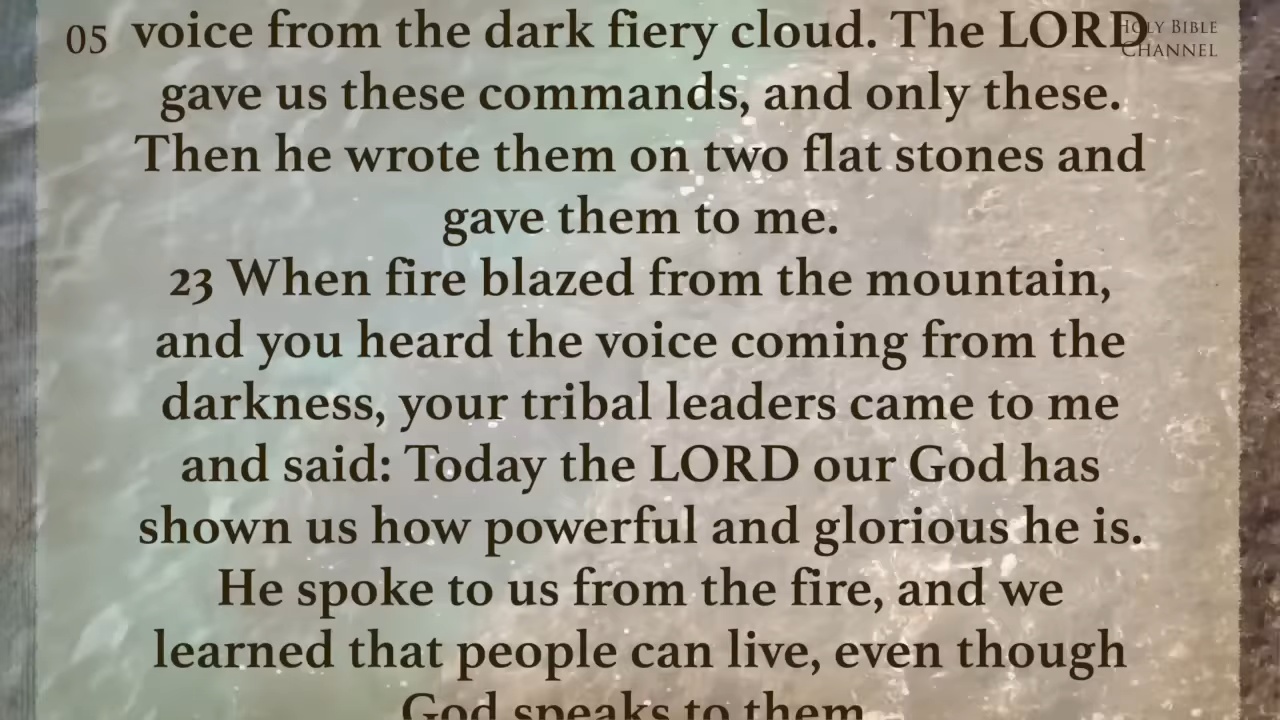 05
voice from the dark fiery cloud. The LORD
HOLY BIBLE
CHANNEL
gave us these commands, and only these.
Then he wrote them on two flat stones and
gave them to me.
23 When fire blazed from the mountain,
and you heard the voice coming from the
darkness, your tribal leaders came to me
and said: Today the LORD our God has
shown us how powerful and glorious he is.
He spoke to us from the fire, and we
learned that people can live, even though
God speaks to them